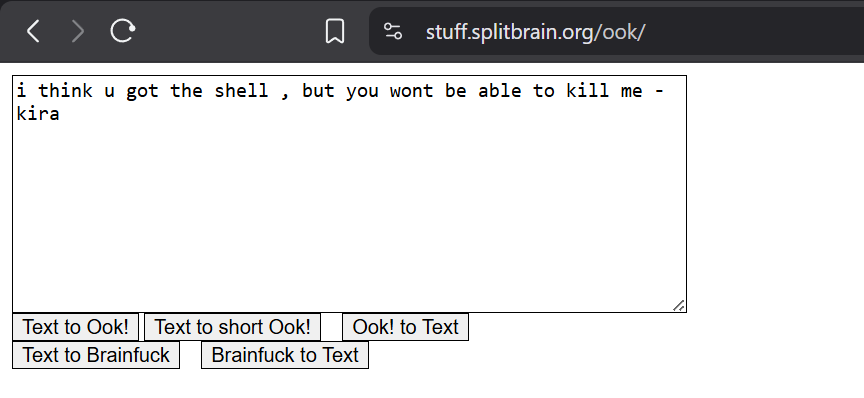 stuff.splitbrain.org/ook/
i think u got the shell , but you wont be able to kill me -
kira
Text to Ook! Text to short Ook! Ook! to Text
Text to Brainfuck Brainfuck to Text